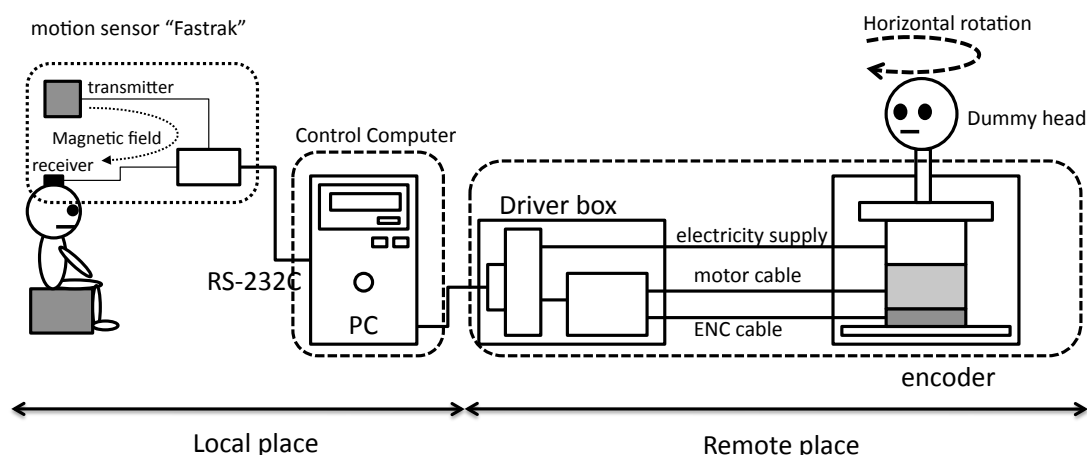 motion sensor “Fastrak”
transmitter
Magnetic field
receiver
RS-232C
Control Computer
PC
Driver box
electricity supply
motor cable
ENC cable
Horizontal rotation
Dummy head
encoder
Local place
Remote place